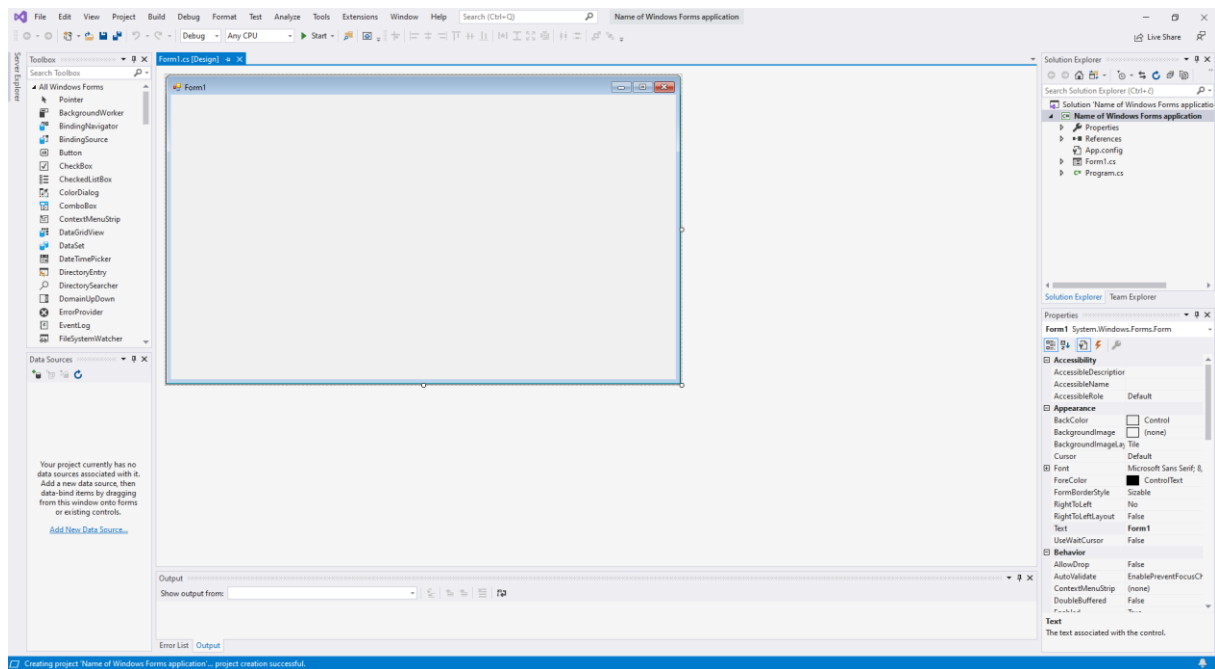 File Edit View Project Build Debug Format Test Analyze Tools Extensions Window Help Search (Ctrl+Q) Name of Windows Forms application
Debug Any CPU Start Live Share
Server Explorer
Toolbox
Search Toolbox
All Windows Forms
Pointer
BackgroundWorker
BindingNavigator
BindingSource
Button
CheckBox
CheckedListBox
ColorDialog
ComboBox
ContextMenuStrip
DataGridView
DataSet
DateTimePicker
DirectoryEntry
DirectorySearcher
DomainUpDown
ErrorProvider
EventLog
FileSystemWatcher
Data Sources
Your project currently has no
data sources associated with it.
Add a new data source, then
data-bind items by dragging
from this window onto forms
or existing controls.
Add New Data Source...
Form1.cs [Design]
Form1
Output
Show output from:
Error List Output
Solution Explorer
Search Solution Explorer (Ctrl+č)
Solution 'Name of Windows Forms applicatio
Name of Windows Forms application
Properties
References
App.config
Form1.cs
C# Program.cs
Solution Explorer Team Explorer
Properties
Form1 System.Windows.Forms.Form
Accessibility
AccessibleDescription
AccessibleName
AccessibleRole Default
Appearance
BackColor Control
BackgroundImage (none)
BackgroundImageLay Tile
Cursor Default
Font Microsoft Sans Serif; 8,
ForeColor ControlText
FormBorderStyle Sizable
RightToLeft No
RightToLeftLayout False
Text Form1
UseWaitCursor False
Behavior
AllowDrop False
AutoValidate EnablePreventFocusCh
ContextMenuStrip (none)
DoubleBuffered False
Text
The text associated with the control.
Creating project 'Name of Windows Forms application'... project creation successful.